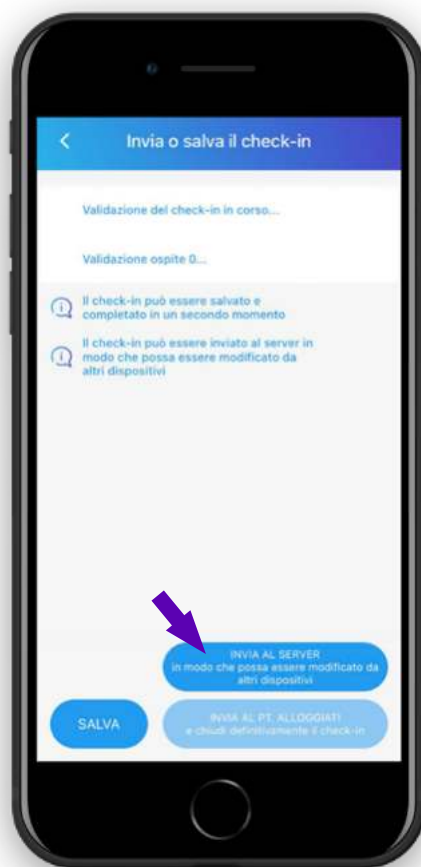 Invia o salva il check-in
Validazione del check-in in corso...
Validazione ospite 0...
Il check-in può essere salvato e
completato in un secondo momento
Il check-in può essere inviato al server in
modo che possa essere modificato da
altri dispositivi
INVIA AL SERVER
in modo che possa essere modificato da
altri dispositivi
SALVA
INVIA AL PT. ALLOGGIATI
e chiudi definitivamente il check-in